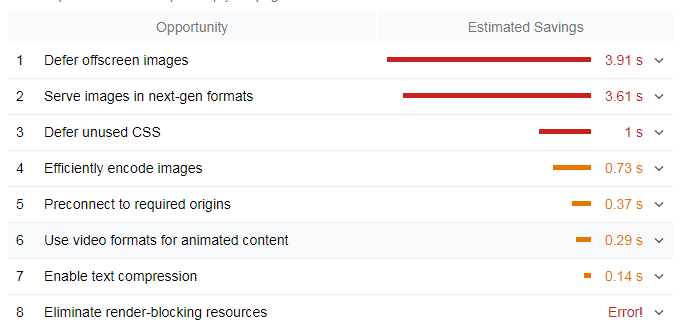 Opportunity Estimated Savings
1 Defer offscreen images 3.91 s
2 Serve images in next-gen formats 3.61 s
3 Defer unused CSS 1 s
4 Efficiently encode images 0.73 s
5 Preconnect to required origins 0.37 s
6 Use video formats for animated content 0.29 s
7 Enable text compression 0.14 s
8 Eliminate render-blocking resources Error!